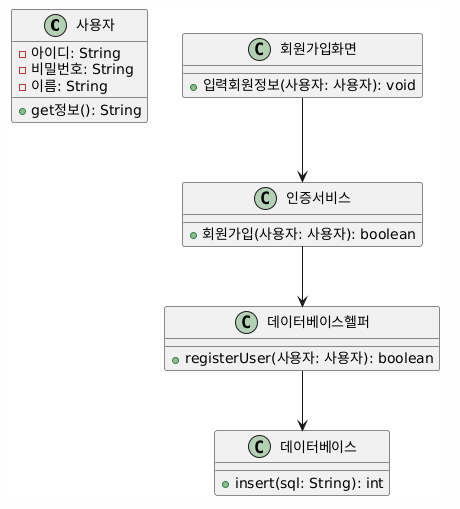 C 사용자
아이디: String
비밀번호: String
이름: String
get정보(): String
C 회원가입화면
입력회원정보(사용자: 사용자): void
C 인증서비스
회원가입(사용자: 사용자): boolean
C 데이터베이스헬퍼
registerUser(사용자: 사용자): boolean
C 데이터베이스
insert(sql: String): int